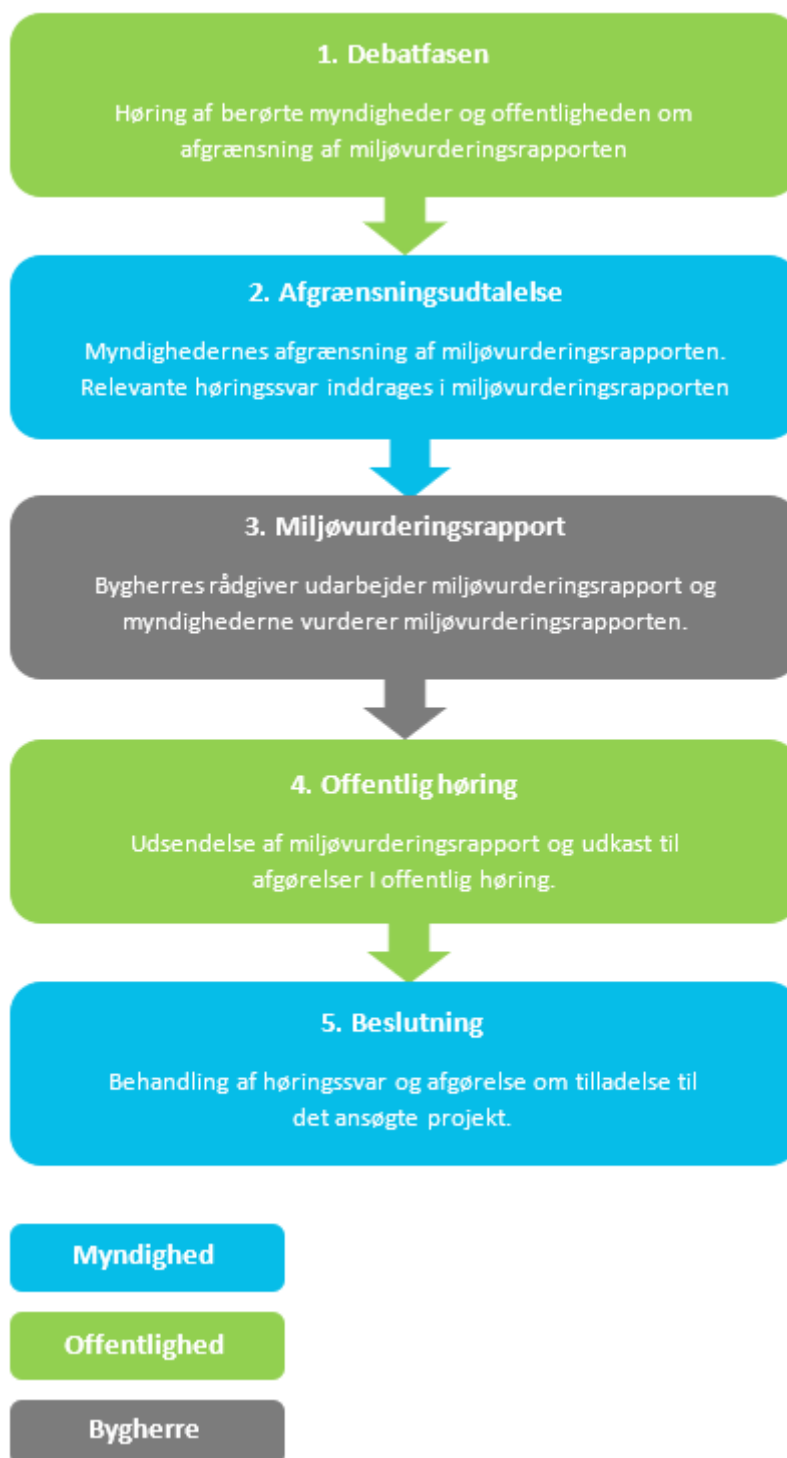 1. Debatfasen
Høring af berørte myndigheder og offentligheden om
afgrænsning af miljøvurderingsrapporten
2. Afgrænsningsudtalelse
Myndighedernes afgrænsning af miljøvurderingsrapporten.
Relevante høringssvar inddrages i miljøvurderingsrapporten
3. Miljøvurderingsrapport
Bygherres rådgiver udarbejder miljøvurderingsrapport og
myndighederne vurderer miljøvurderingsrapporten.
4. Offentlig høring
Udsendelse af miljøvurderingsrapport og udkast til
afgørelser I offentlig høring.
5. Beslutning
Behandling af høringssvar og afgørelse om tilladelse til
det ansøgte projekt.
Myndighed
Offentlighed
Bygherre